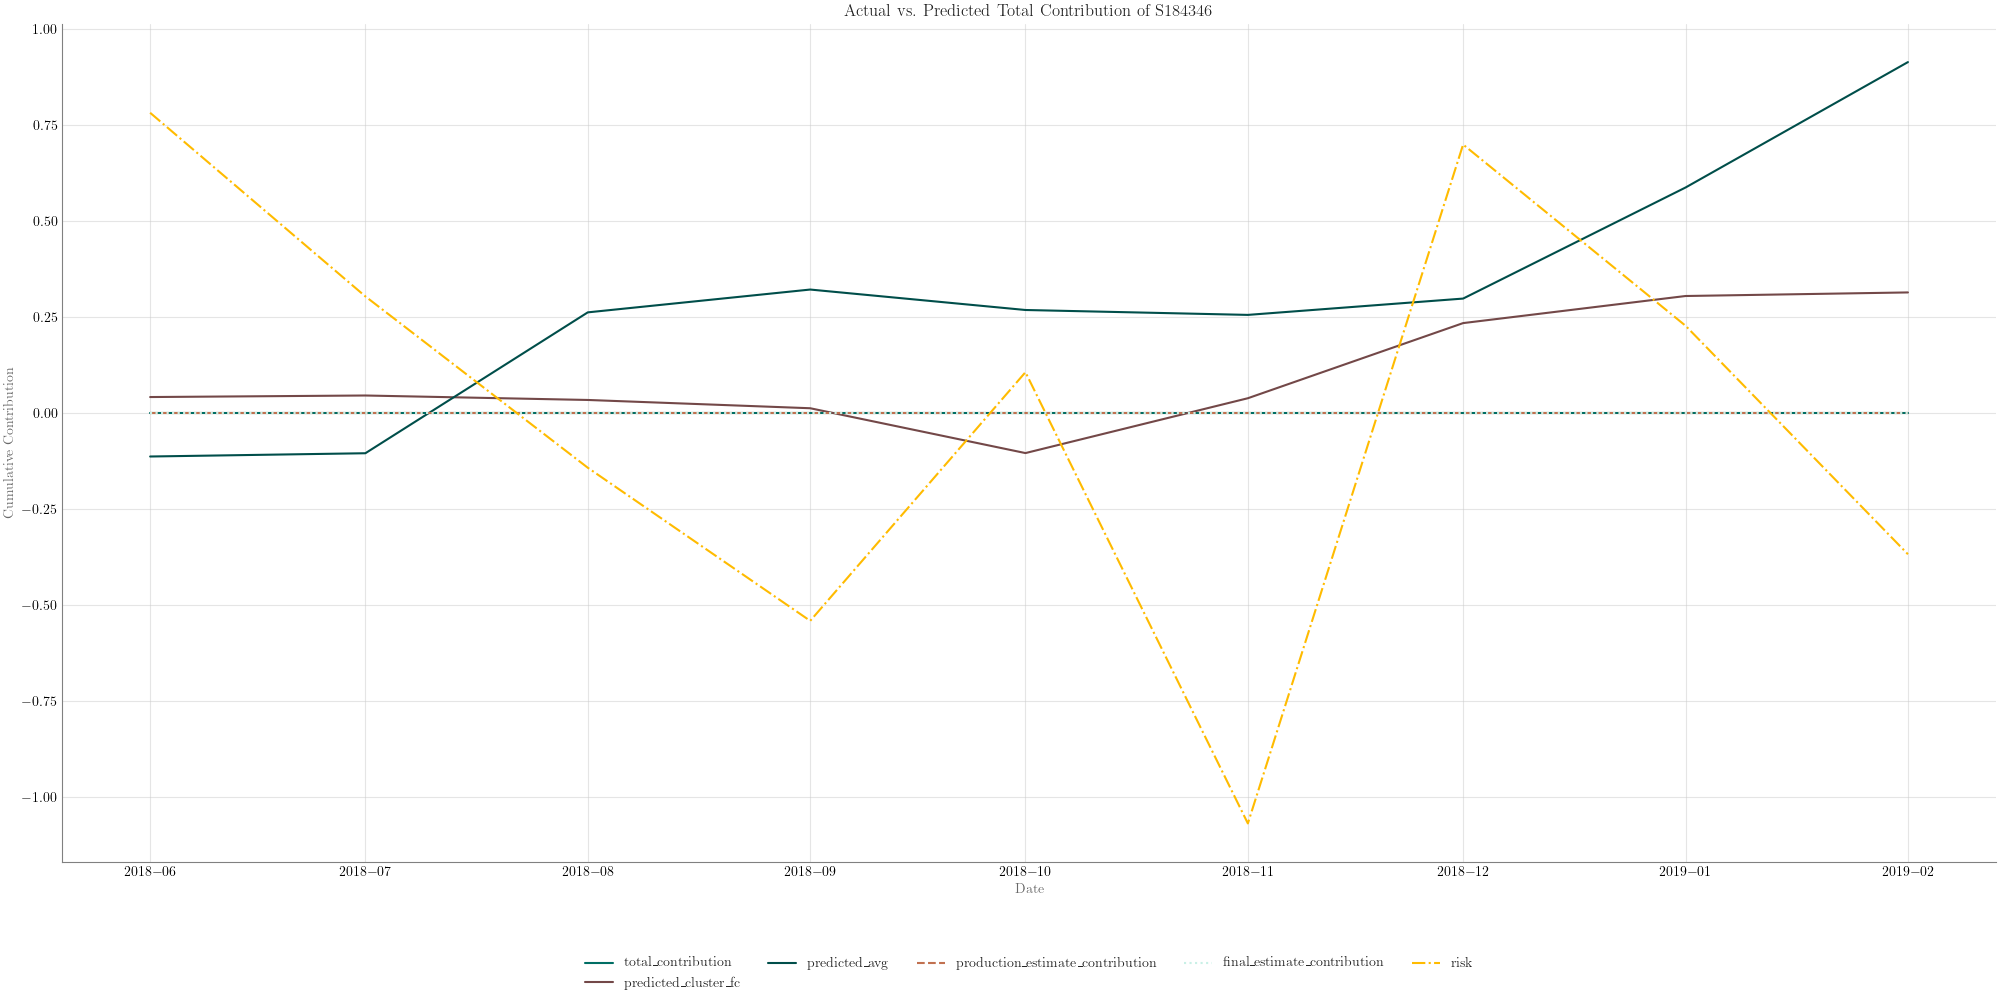 Actual vs. Predicted Total Contribution of S184346
1.00
0.75
0.50
0.25
0.00
−0.25
−0.50
−0.75
−1.00
Cumulative Contribution
2018−06 2018−07 2018−08 2018−09 2018−10 2018−11 2018−12 2019−01 2019−02
Date
total_contribution predicted_avg production_estimate_contribution final_estimate_contribution risk
predicted_cluster_fc